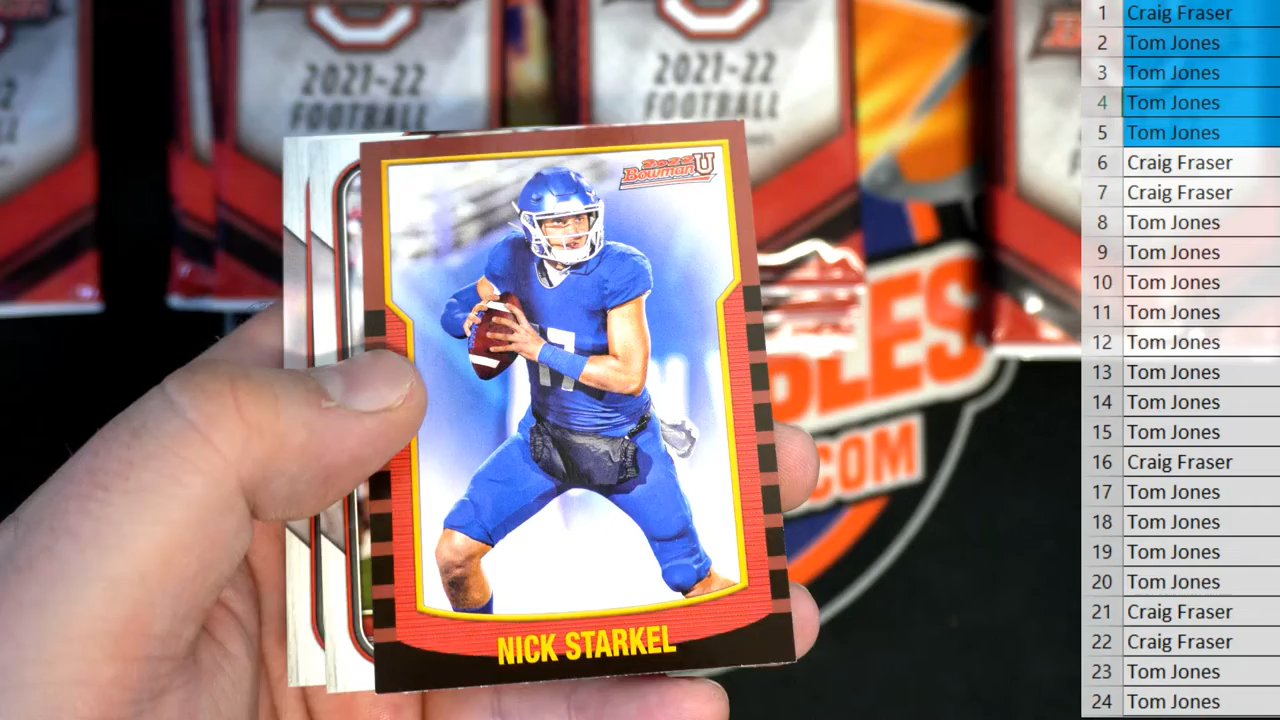 2021-22
FOOTBALL
2021-22
FOOTBALL
2022
Bowman U
17
NICK STARKEL
PLES
.COM
1 Craig Fraser
2 Tom Jones
3 Tom Jones
4 Tom Jones
5 Tom Jones
6 Craig Fraser
7 Craig Fraser
8 Tom Jones
9 Tom Jones
10 Tom Jones
11 Tom Jones
12 Tom Jones
13 Tom Jones
14 Tom Jones
15 Tom Jones
16 Craig Fraser
17 Tom Jones
18 Tom Jones
19 Tom Jones
20 Tom Jones
21 Craig Fraser
22 Craig Fraser
23 Tom Jones
24 Tom Jones